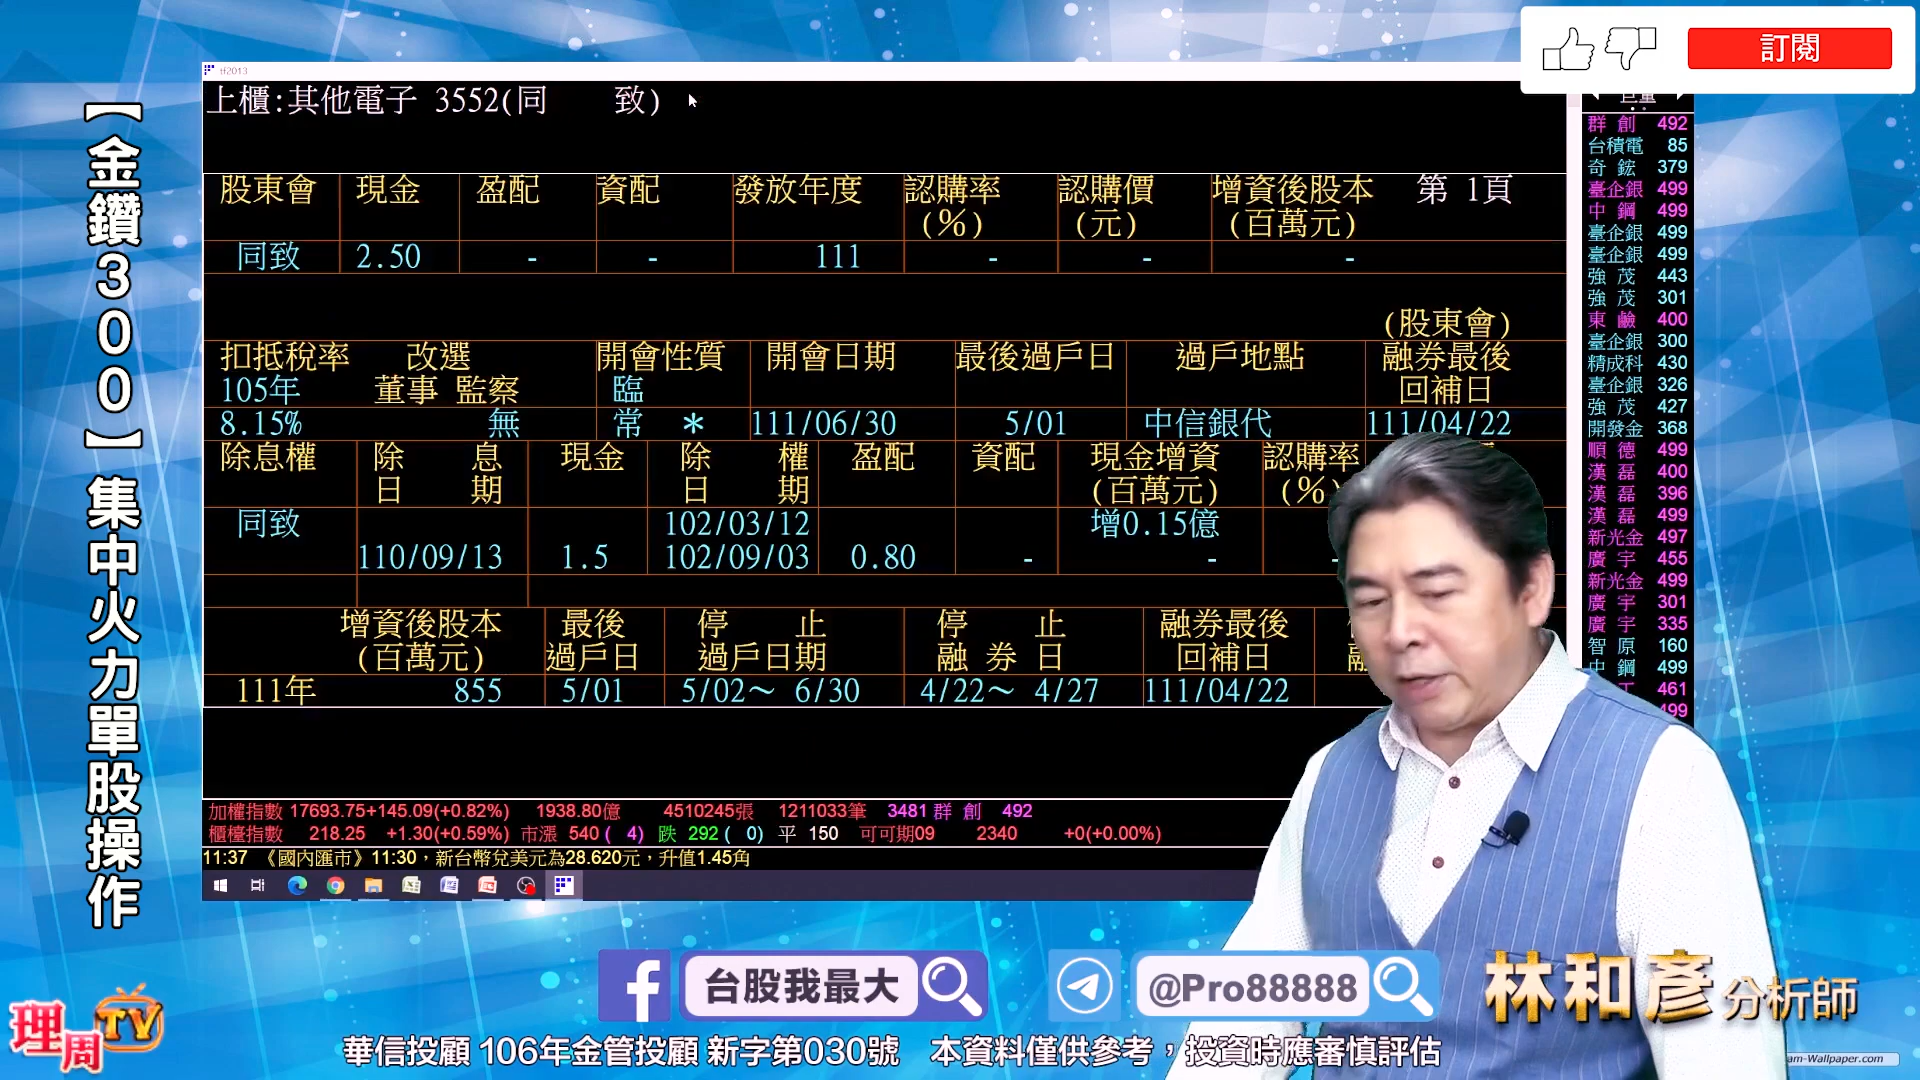 訂閱
tf2013
上櫃:其他電子 3552(同 致)
股東會 現金 盈配 資配 發放年度 認購率(%) 認購價(元) 增資後股本(百萬元) 第 1頁
同致 2.50 - - 111 - - -
(股東會)
扣抵稅率 改選 開會性質 開會日期 最後過戶日 過戶地點 融券最後
105年 董事 監察 臨 回補日
8.15% 無 常 * 111/06/30 5/01 中信銀代 111/04/22
除息權 除息日期 現金 除權日期 盈配 資配 現金增資(百萬元) 認購率(%)
同致 102/03/12 增0.15億
110/09/13 1.5 102/09/03 0.80 - - -
增資後股本 最後 停 止 停 止 融券最後
(百萬元) 過戶日 過戶日期 融 券 日 回補日
111年 855 5/01 5/02～ 6/30 4/22～ 4/27 111/04/22
加權指數 17693.75+145.09(+0.82%) 1938.80億 4510245張 1211033筆 3481 群 創 492
櫃檯指數 218.25 +1.30(+0.59%) 市漲 540 ( 4) 跌 292 ( 0) 平 150 可可期09 2340 +0(+0.00%)
11:37 《國內匯市》11:30，新台幣兌美元為28.620元，升值1.45角
巨量
群 創 492
台積電 85
奇 鋐 379
臺企銀 499
中 鋼 499
臺企銀 499
臺企銀 499
強 茂 443
強 茂 301
東 鹼 400
臺企銀 300
精成科 430
臺企銀 326
強 茂 427
開發金 368
順 德 499
漢 磊 400
漢 磊 396
漢 磊 499
新光金 497
廣 宇 455
新光金 499
廣 宇 301
廣 宇 335
智 原 160
中 鋼 499
461
499
【金鑽300】集中火力單股操作
台股我最大
@Pro88888
林和彥 分析師
理周TV
華信投顧 106年金管投顧 新字第030號 本資料僅供參考，投資時應審慎評估
am-Wallpaper.com